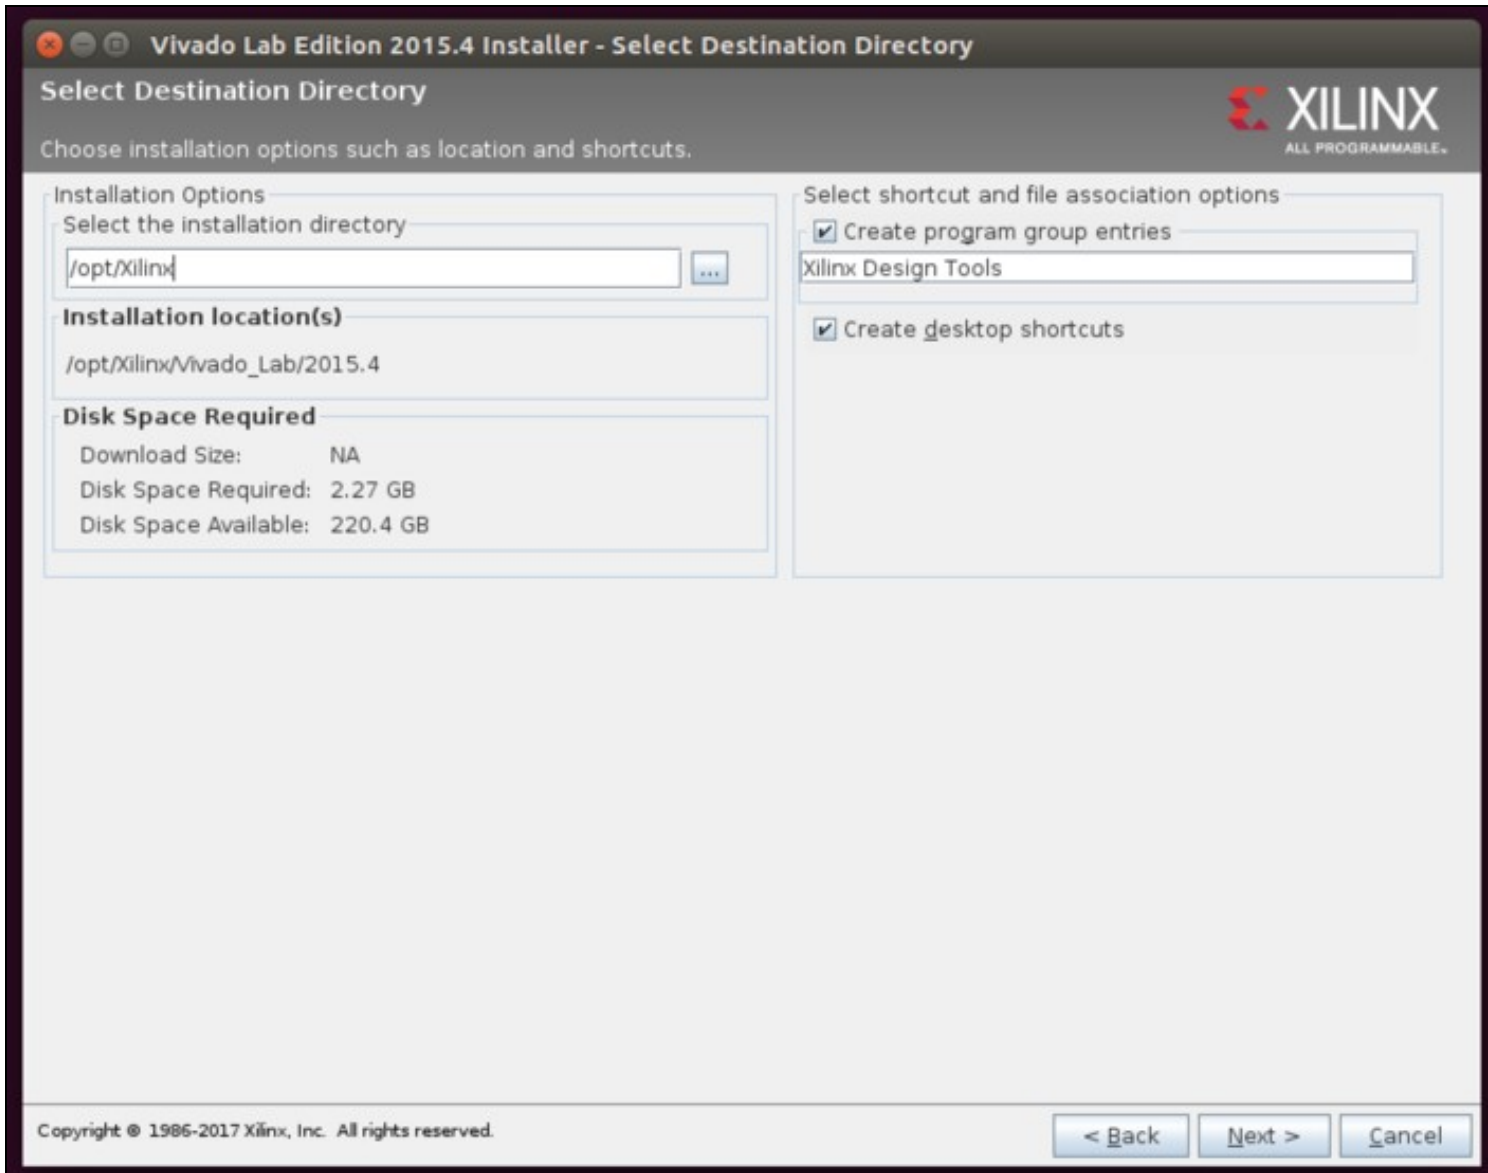 Vivado Lab Edition 2015.4 Installer - Select Destination Directory
Select Destination Directory
XILINX
ALL PROGRAMMABLE™
Choose installation options such as location and shortcuts.
Installation Options
Select the installation directory
/opt/Xilinx
...
Installation location(s)
/opt/Xilinx/Vivado_Lab/2015.4
Disk Space Required
Download Size: NA
Disk Space Required: 2.27 GB
Disk Space Available: 220.4 GB
Select shortcut and file association options
Create program group entries
Xilinx Design Tools
Create desktop shortcuts
Copyright © 1986-2017 Xilinx, Inc. All rights reserved.
< Back
Next >
Cancel